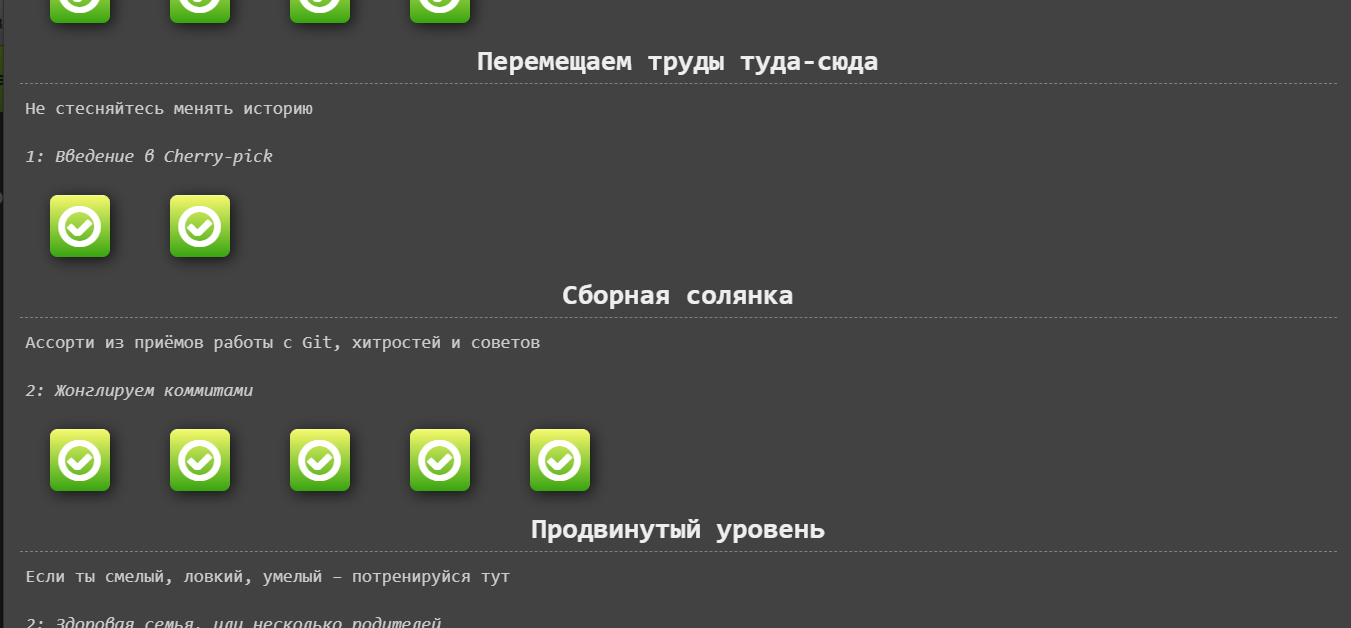 Перемещаем труды туда-сюда
Не стесняйтесь менять историю
1: Введение в Cherry-pick
Сборная солянка
Ассорти из приёмов работы с Git, хитростей и советов
2: Жонглируем коммитами
Продвинутый уровень
Если ты смелый, ловкий, умелый — потренируйся тут
2: Здоровая семья, или несколько родителей